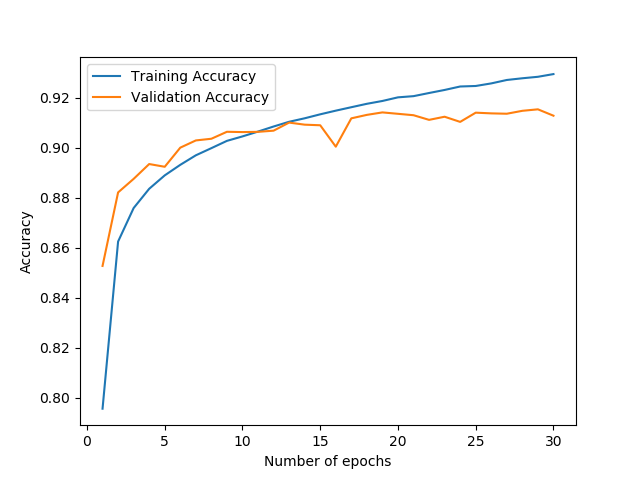 Training Accuracy
Validation Accuracy
0.92
0.90
0.88
0.86
0.84
0.82
0.80
Accuracy
0 5 10 15 20 25 30
Number of epochs